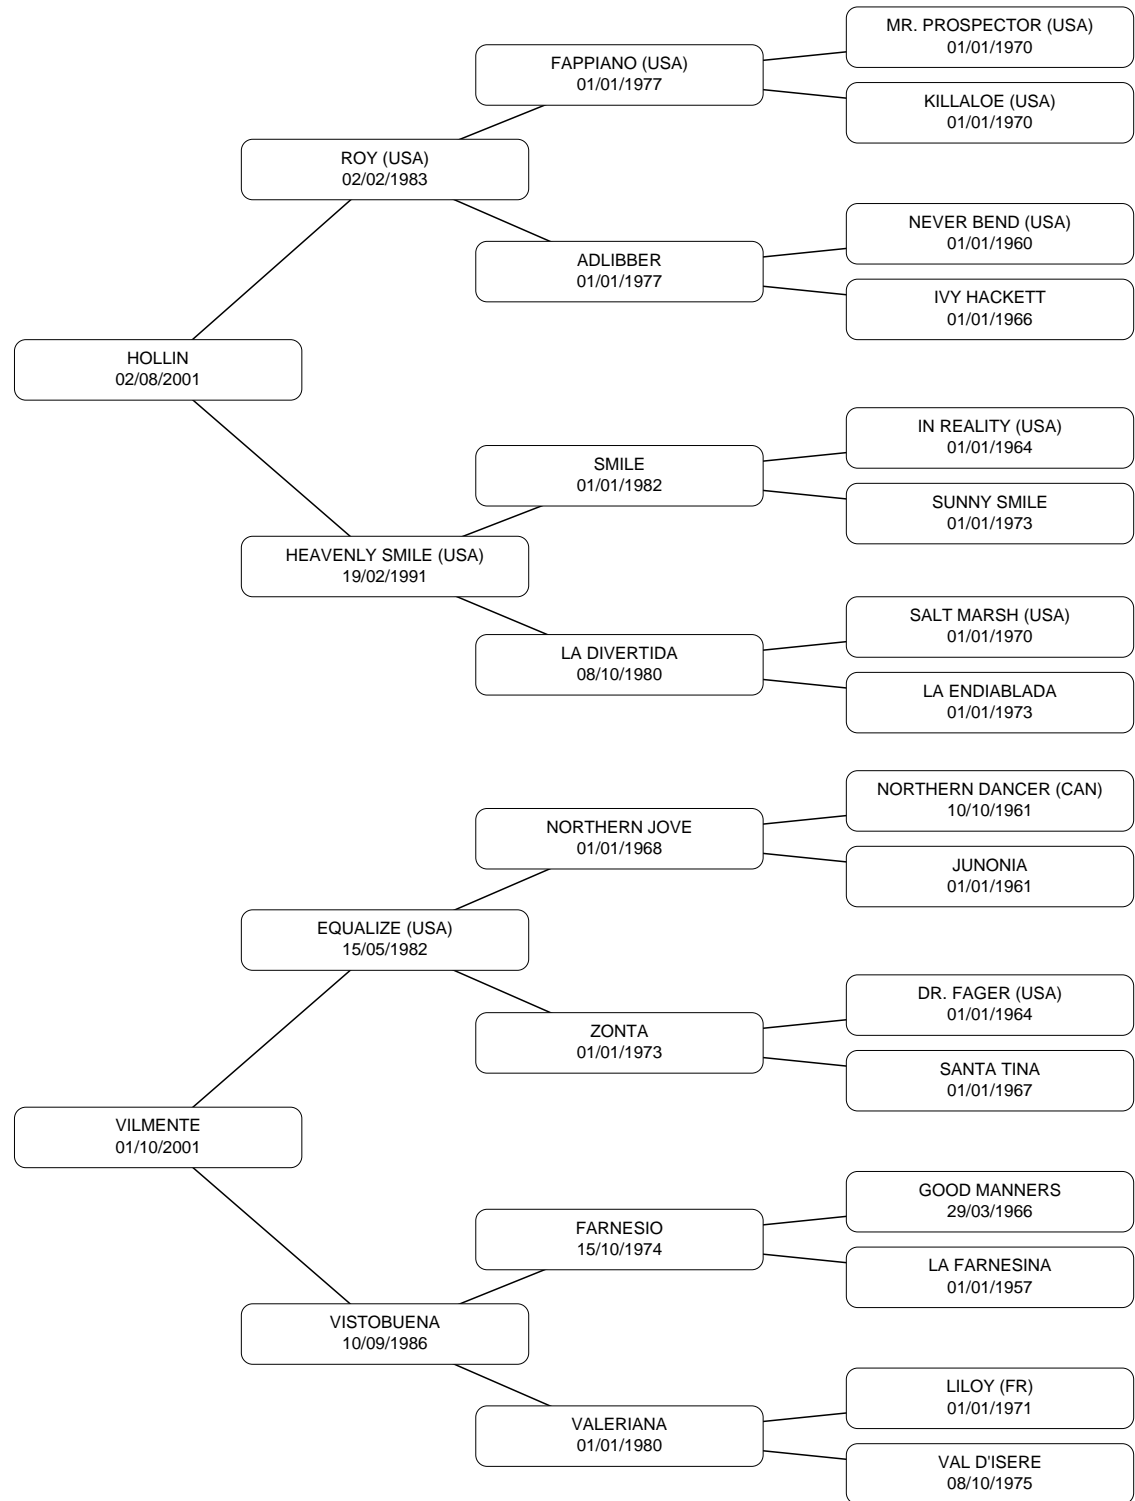 MR. PROSPECTOR (USA)
01/01/1970
FAPPIANO (USA)
01/01/1977
KILLALOE (USA)
01/01/1970
ROY (USA)
02/02/1983
NEVER BEND (USA)
01/01/1960
ADLIBBER
01/01/1977
IVY HACKETT
01/01/1966
HOLLIN
02/08/2001
IN REALITY (USA)
01/01/1964
SMILE
01/01/1982
SUNNY SMILE
01/01/1973
HEAVENLY SMILE (USA)
19/02/1991
SALT MARSH (USA)
01/01/1970
LA DIVERTIDA
08/10/1980
LA ENDIABLADA
01/01/1973
NORTHERN DANCER (CAN)
10/10/1961
NORTHERN JOVE
01/01/1968
JUNONIA
01/01/1961
EQUALIZE (USA)
15/05/1982
DR. FAGER (USA)
01/01/1964
ZONTA
01/01/1973
SANTA TINA
01/01/1967
VILMENTE
01/10/2001
GOOD MANNERS
29/03/1966
FARNESIO
15/10/1974
LA FARNESINA
01/01/1957
VISTOBUENA
10/09/1986
LILOY (FR)
01/01/1971
VALERIANA
01/01/1980
VAL D'ISERE
08/10/1975